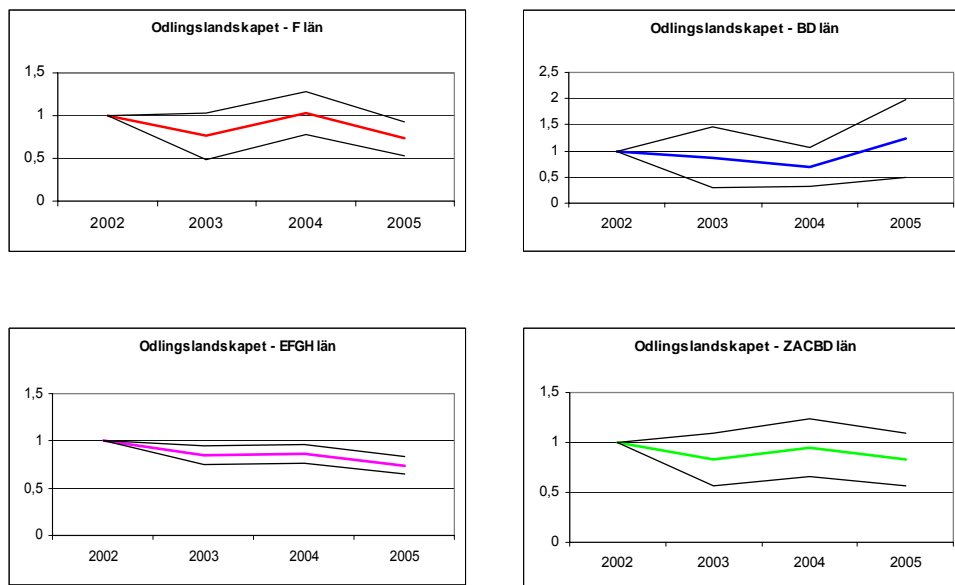 Odlingslandskapet - F län
1,5
1
0,5
0
2002 2003 2004 2005
Odlingslandskapet - BD län
2,5
2
1,5
1
0,5
0
2002 2003 2004 2005
Odlingslandskapet - EFGH län
1,5
1
0,5
0
2002 2003 2004 2005
Odlingslandskapet - ZACBD län
1,5
1
0,5
0
2002 2003 2004 2005